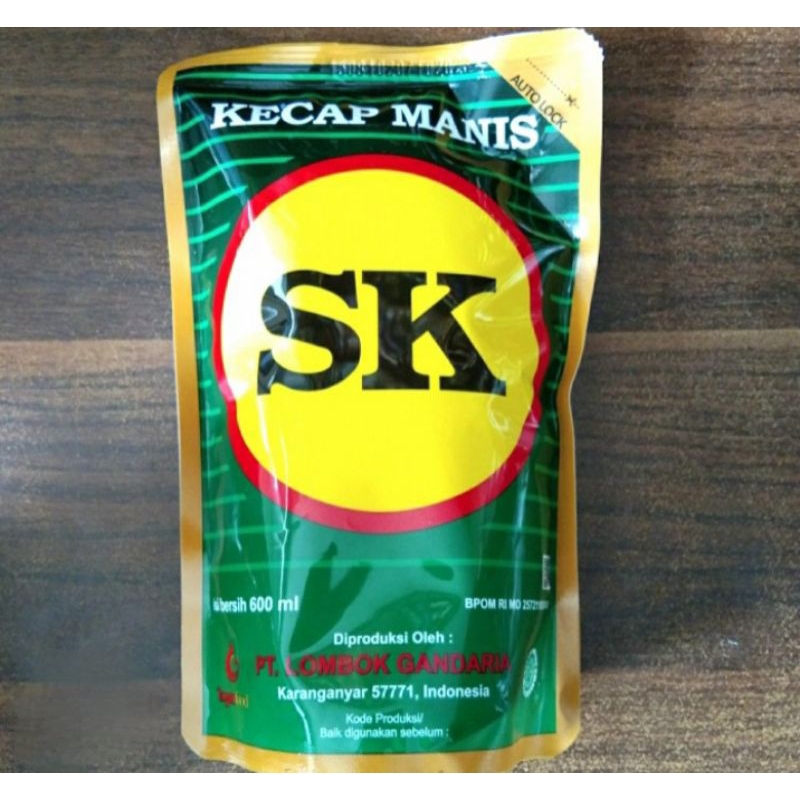 AUTO LOCK
KECAP MANIS
SK
bersih 600 ml
BPOM RI MD
Diproduksi Oleh :
PT. LOMBOK GANDARIA
Karanganyar 57771, Indonesia
Kode Produksi/
Baik digunakan sebelum :